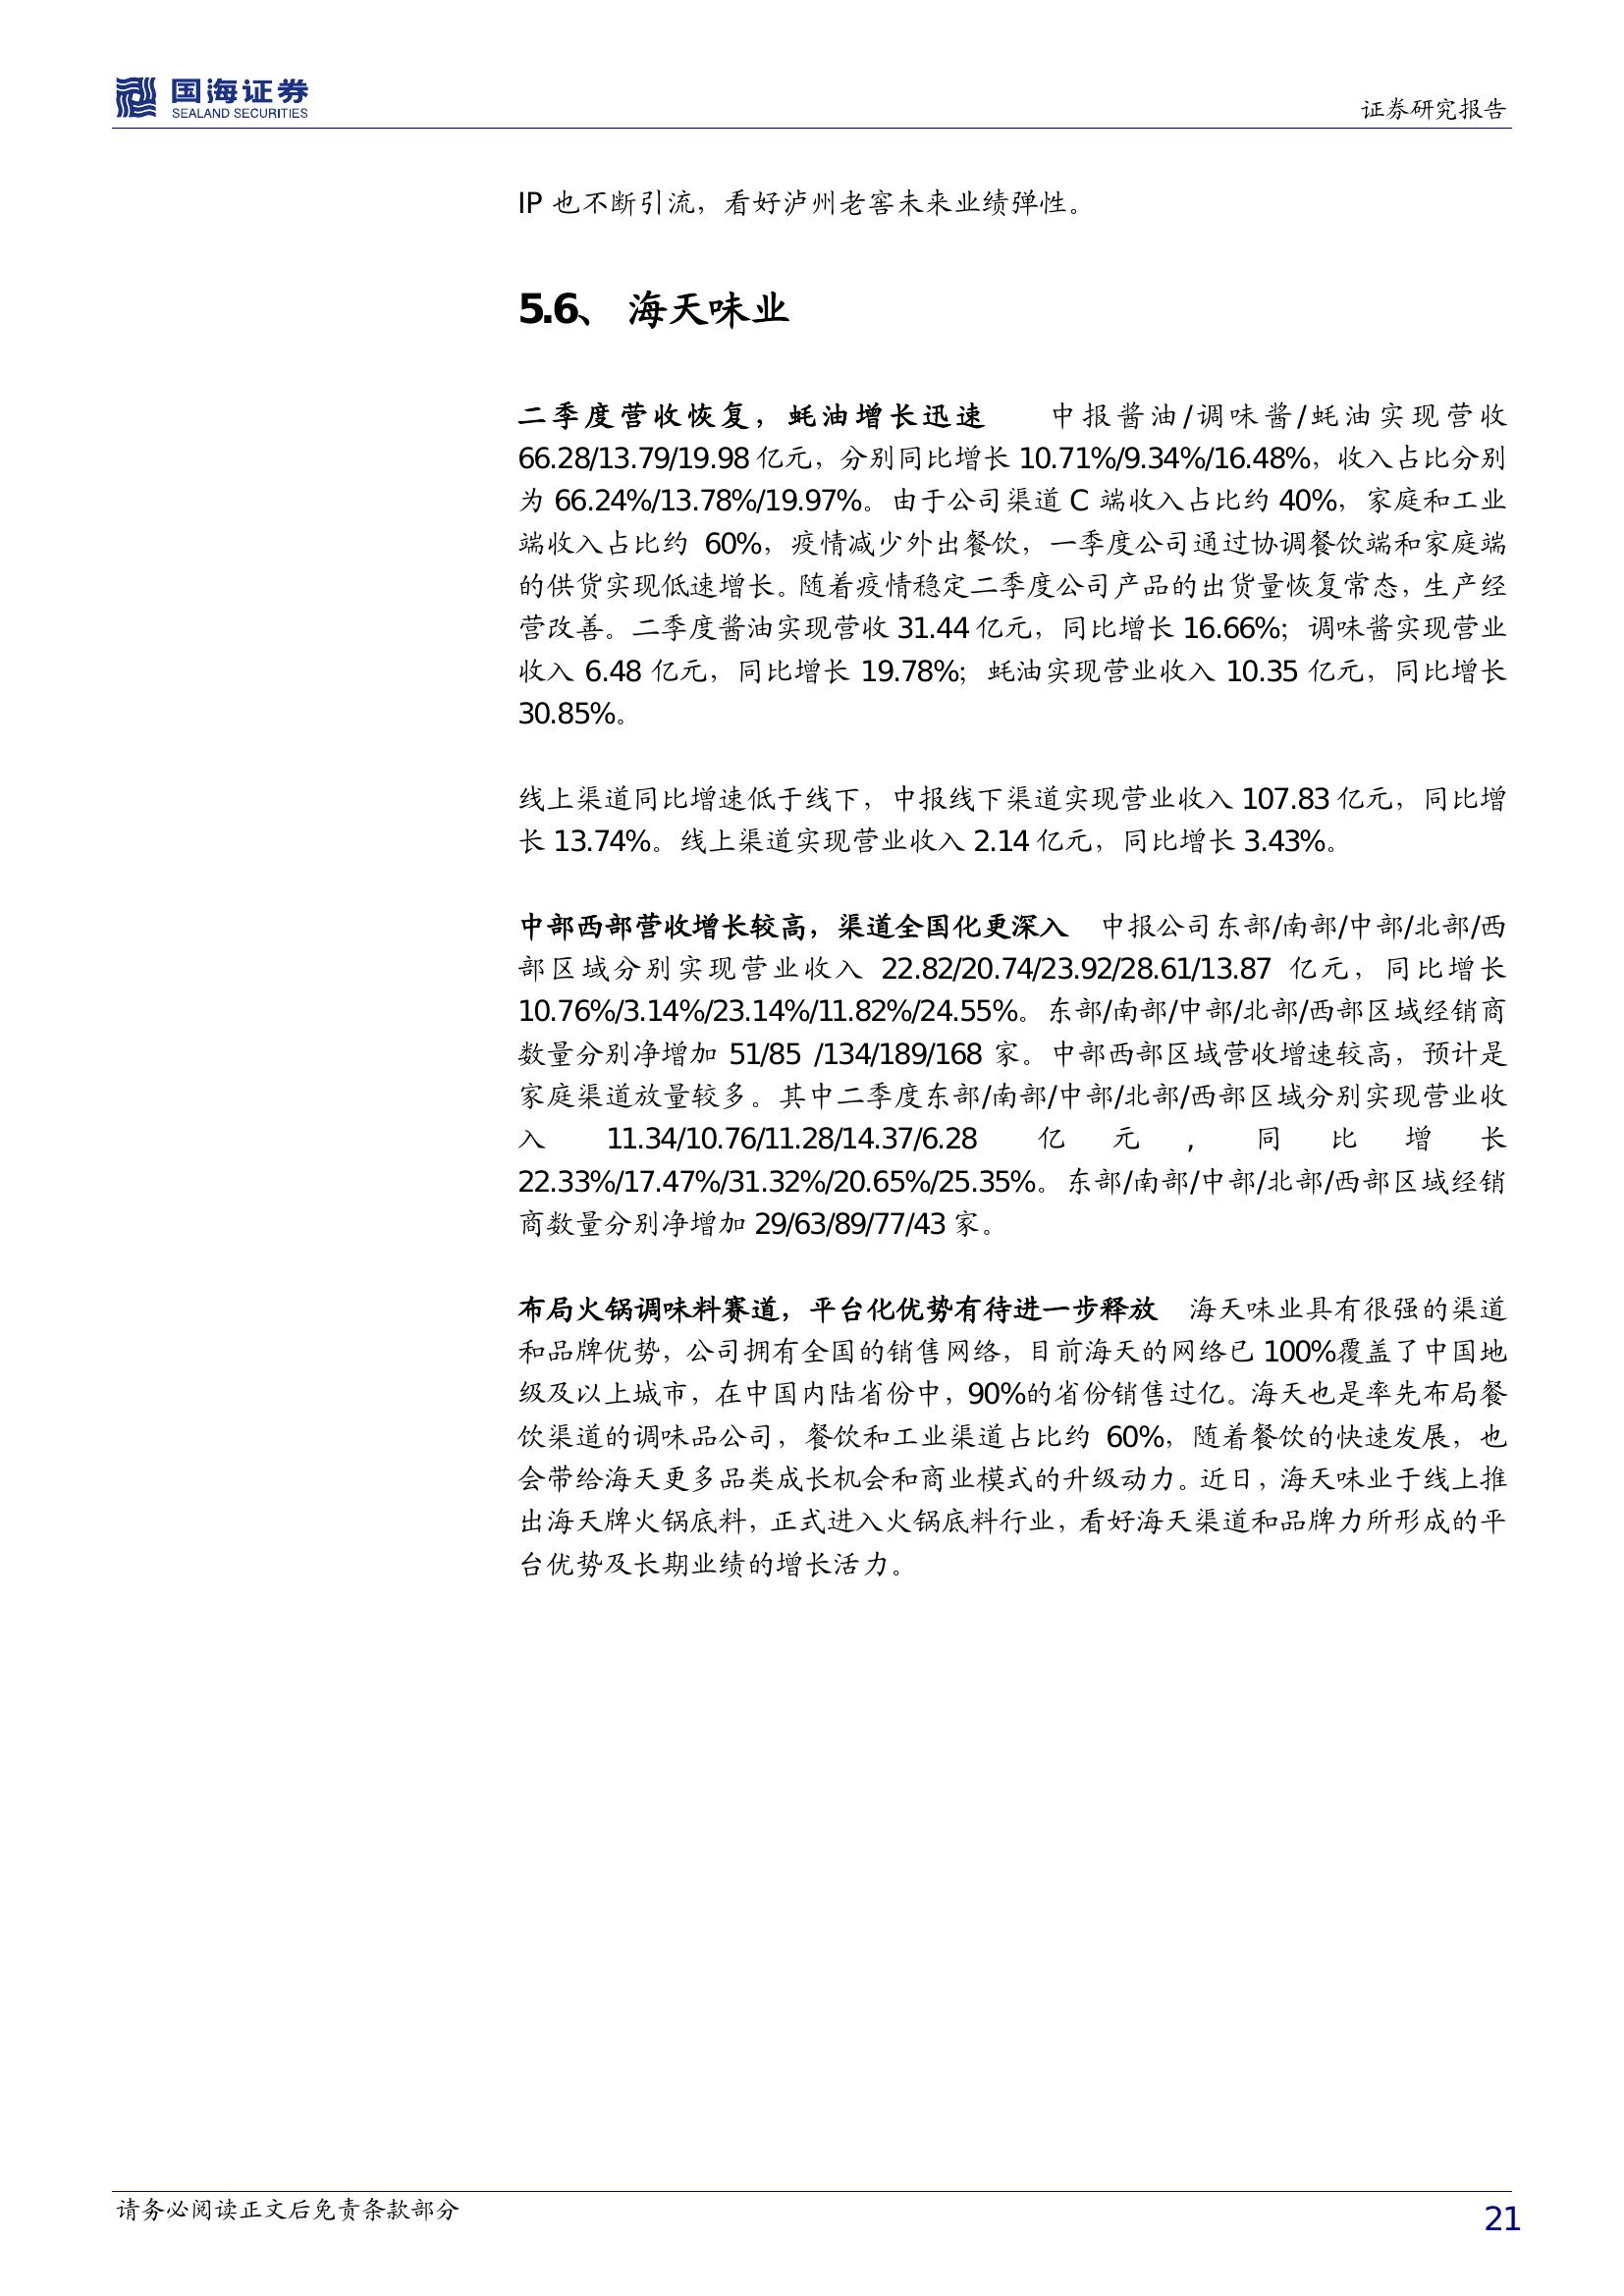 国海证券
SEALAND SECURITIES
证券研究报告
IP 也不断引流，看好泸州老窖未来业绩弹性。
5.6、 海天味业
二季度营收恢复，蚝油增长迅速 中报酱油/调味酱/蚝油实现营收
66.28/13.79/19.98 亿元，分别同比增长 10.71%/9.34%/16.48%，收入占比分别
为 66.24%/13.78%/19.97%。由于公司渠道 C 端收入占比约 40%，家庭和工业
端收入占比约 60%，疫情减少外出餐饮，一季度公司通过协调餐饮端和家庭端
的供货实现低速增长。随着疫情稳定二季度公司产品的出货量恢复常态，生产经
营改善。二季度酱油实现营收 31.44 亿元，同比增长 16.66%；调味酱实现营业
收入 6.48 亿元，同比增长 19.78%；蚝油实现营业收入 10.35 亿元，同比增长
30.85%。
线上渠道同比增速低于线下，中报线下渠道实现营业收入 107.83 亿元，同比增
长 13.74%。线上渠道实现营业收入 2.14 亿元，同比增长 3.43%。
中部西部营收增长较高，渠道全国化更深入 中报公司东部/南部/中部/北部/西
部区域分别实现营业收入 22.82/20.74/23.92/28.61/13.87 亿元，同比增长
10.76%/3.14%/23.14%/11.82%/24.55%。东部/南部/中部/北部/西部区域经销商
数量分别净增加 51/85 /134/189/168 家。中部西部区域营收增速较高，预计是
家庭渠道放量较多。其中二季度东部/南部/中部/北部/西部区域分别实现营业收
入 11.34/10.76/11.28/14.37/6.28 亿元，同比增长
22.33%/17.47%/31.32%/20.65%/25.35%。东部/南部/中部/北部/西部区域经销
商数量分别净增加 29/63/89/77/43 家。
布局火锅调味料赛道，平台化优势有待进一步释放 海天味业具有很强的渠道
和品牌优势，公司拥有全国的销售网络，目前海天的网络已 100%覆盖了中国地
级及以上城市，在中国内陆省份中，90%的省份销售过亿。海天也是率先布局餐
饮渠道的调味品公司，餐饮和工业渠道占比约 60%，随着餐饮的快速发展，也
会带给海天更多品类成长机会和商业模式的升级动力。近日，海天味业于线上推
出海天牌火锅底料，正式进入火锅底料行业，看好海天渠道和品牌力所形成的平
台优势及长期业绩的增长活力。
请务必阅读正文后免责条款部分
21